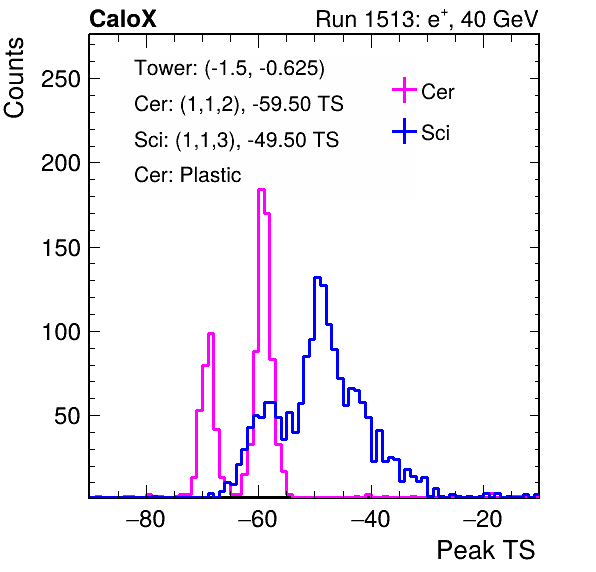 CaloX Run 1513: e⁺, 40 GeV
Counts
Tower: (-1.5, -0.625)
Cer: (1,1,2), -59.50 TS
Sci: (1,1,3), -49.50 TS
Cer: Plastic
Cer
Sci
250
200
150
100
50
−80 −60 −40 −20
Peak TS